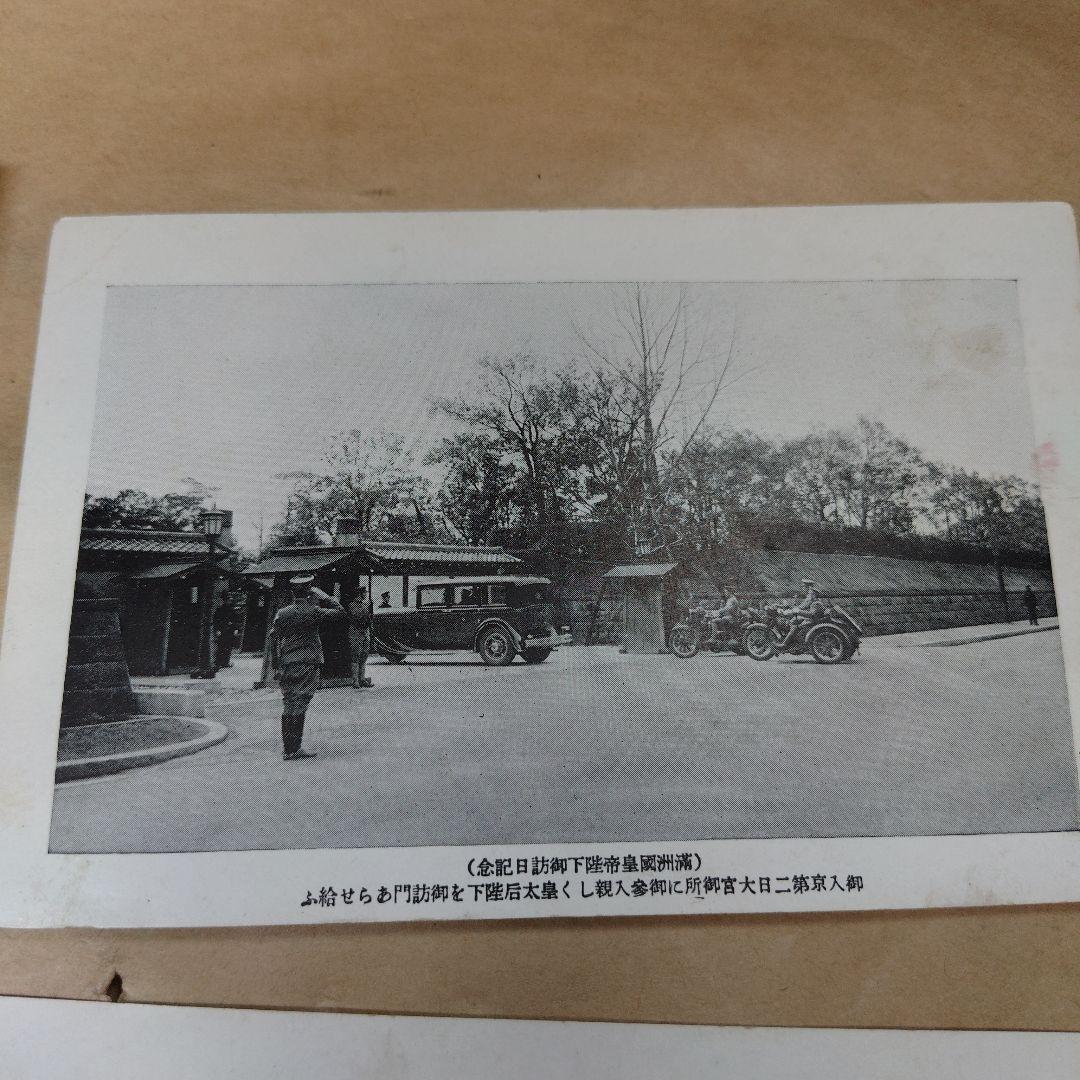 (滿洲國皇帝陛下御訪日記念)
御入京第二日大宮御所に御參入親しく皇太后陛下を御訪門あらせ給ふ